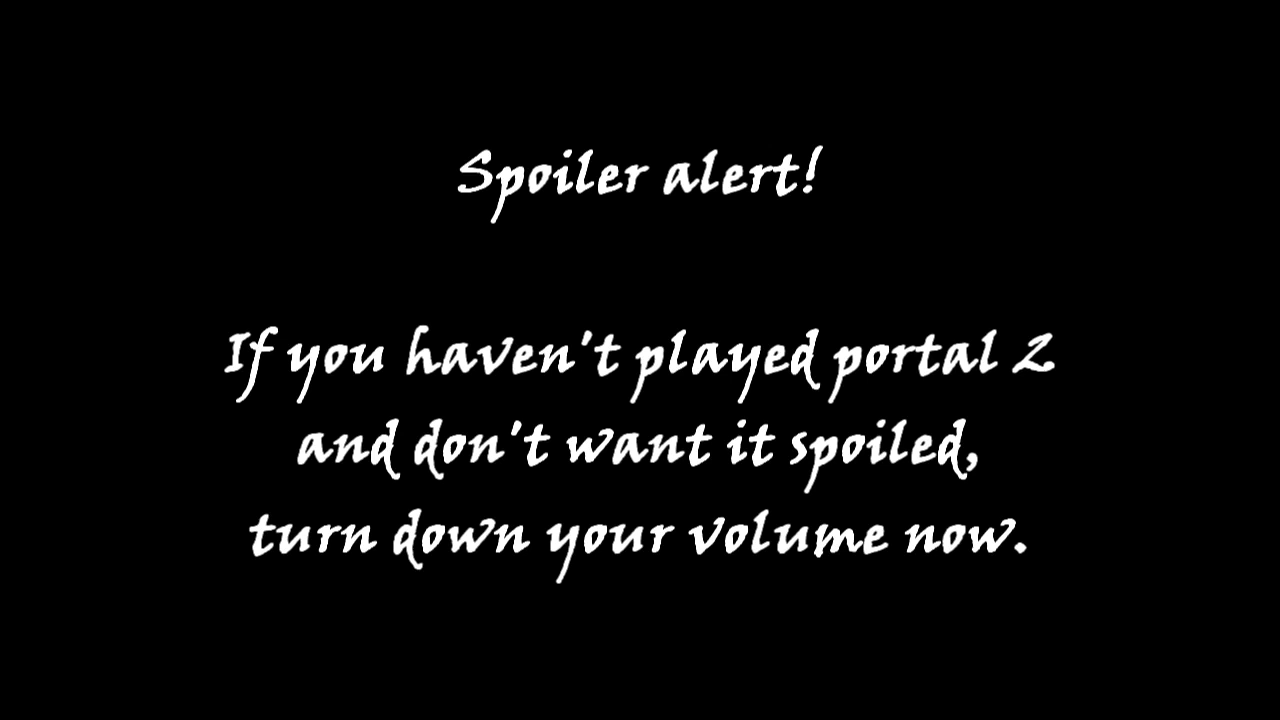 Spoiler alert!
If you haven't played portal 2
and don't want it spoiled,
turn down your volume now.